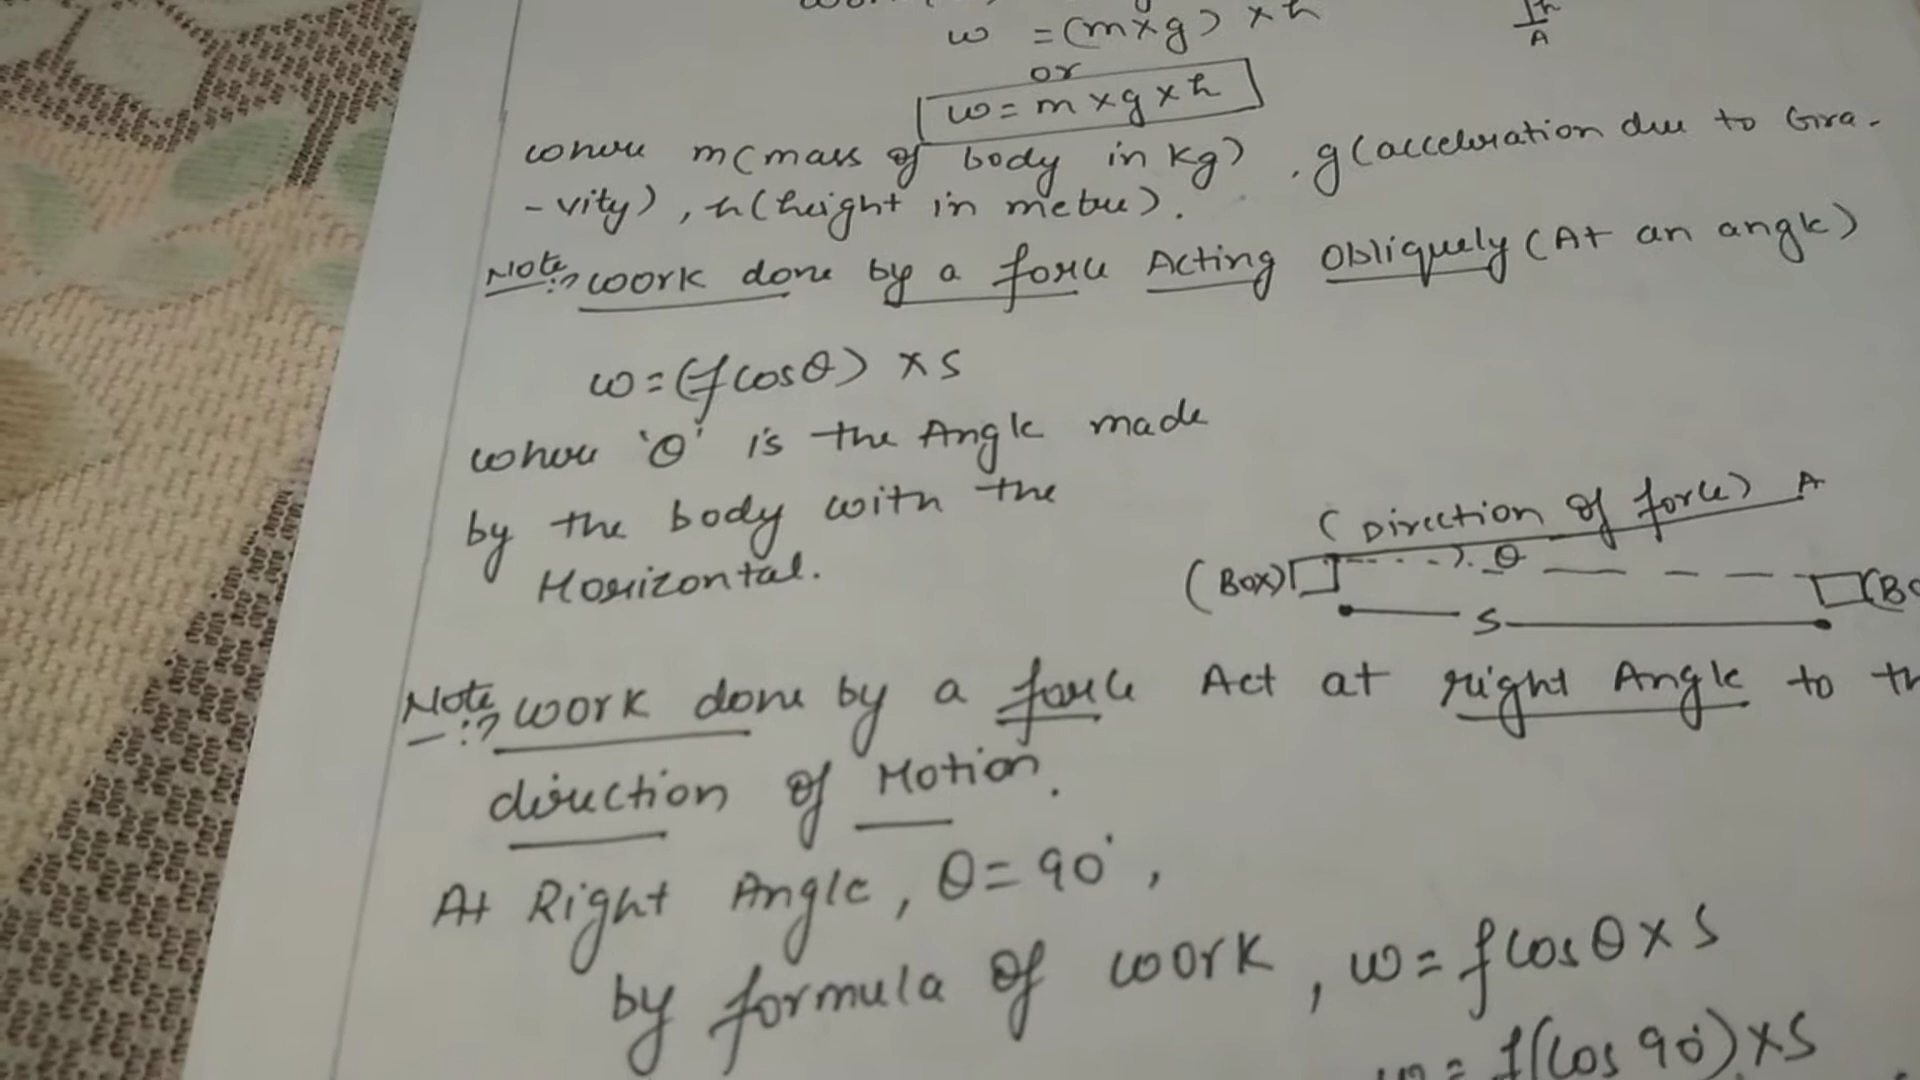 w = (m×g) × h
h
A
or
w = m × g × h
where m(mass of body in kg), g(acceleration due to Gra-
-vity), h(height in metre).
Note:→ work done by a force Acting Obliquely (At an angle)
w = (f cosθ) × s
where 'θ' is the Angle made
by the body with the
Horizontal.
(Direction of force) A
(Box) θ (Bo
s
Note:→ work done by a force Act at right Angle to th
direction of Motion.
At Right Angle, θ = 90°,
by formula of work, w = f cosθ × s
w = f(cos 90°) × s